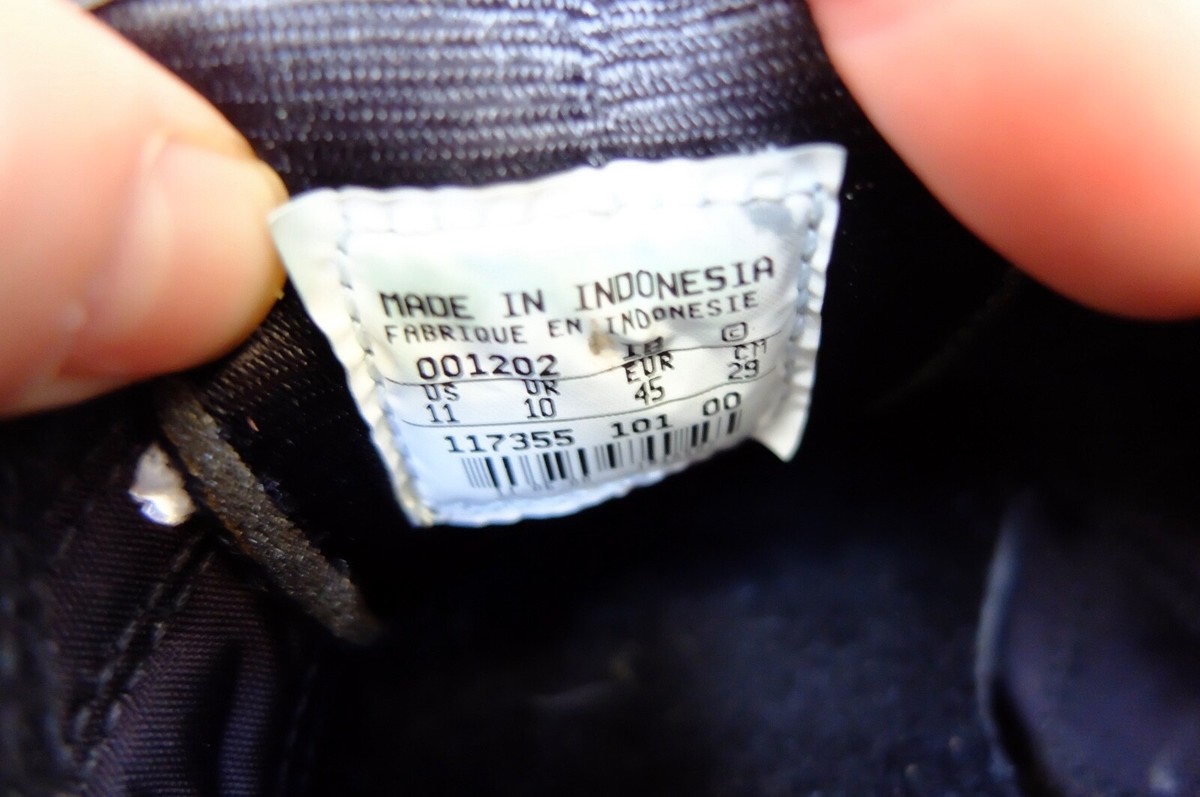 MADE IN INDONESIA
FABRIQUE EN INDONESIE
001202 ©
US UK EUR CM
11 10 45 29
117355 101 00